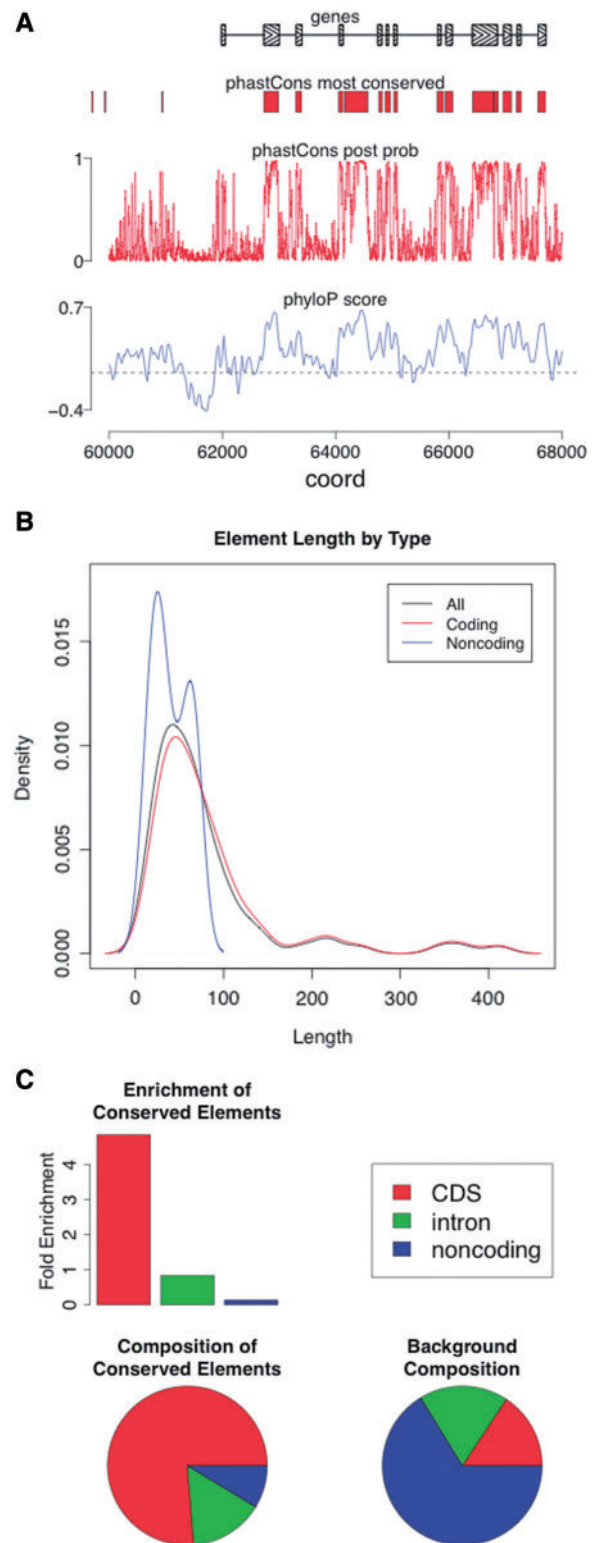 A
genes
phastCons most conserved
phastCons post prob
1
0
phyloP score
0.7
−0.4
60000 62000 64000 66000 68000
coord
B
Element Length by Type
All
Coding
Noncoding
Density
0.015
0.010
0.005
0.000
0 100 200 300 400
Length
C
Enrichment of
Conserved Elements
Fold Enrichment
4
3
2
1
0
CDS
intron
noncoding
Composition of
Conserved Elements
Background
Composition